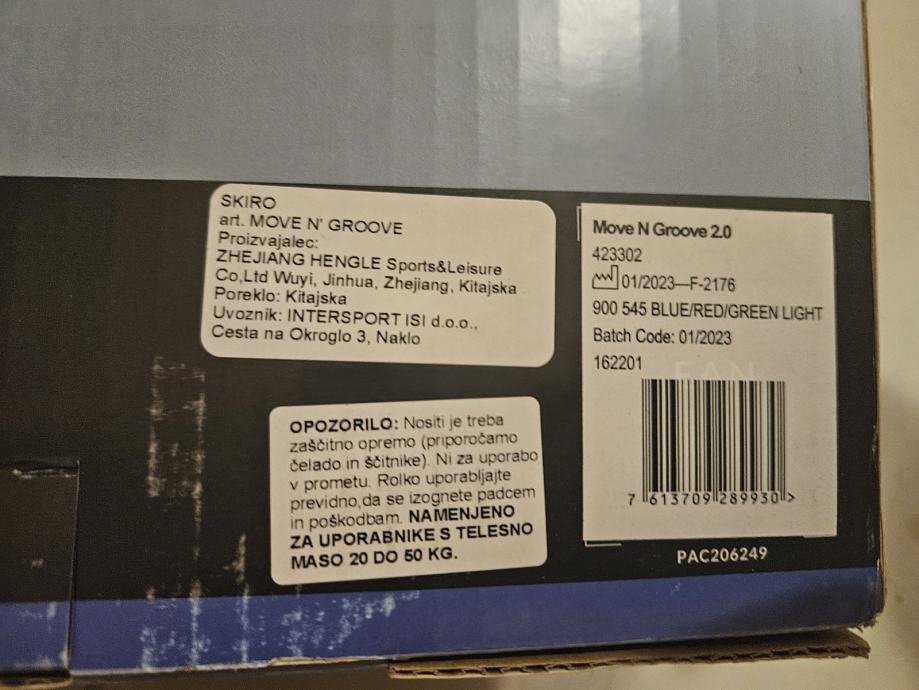 SKIRO
art. MOVE N' GROOVE
Proizvajalec:
ZHEJIANG HENGLE Sports&Leisure
Co,Ltd Wuyi, Jinhua, Zhejiang, Kitajska
Poreklo: Kitajska
Uvoznik: INTERSPORT ISI d.o.o.,
Cesta na Okroglo 3, Naklo
OPOZORILO: Nositi je treba
zaščitno opremo (priporočamo
čelado in ščitnike). Ni za uporabo
v prometu. Rolko uporabljajte
previdno,da se izognete padcem
in poškodbam. NAMENJENO
ZA UPORABNIKE S TELESNO
MASO 20 DO 50 KG.
Move N Groove 2.0
423302
01/2023—F-2176
900 545 BLUE/RED/GREEN LIGHT
Batch Code: 01/2023
162201
EAN
7 613709 289930 >
PAC206249